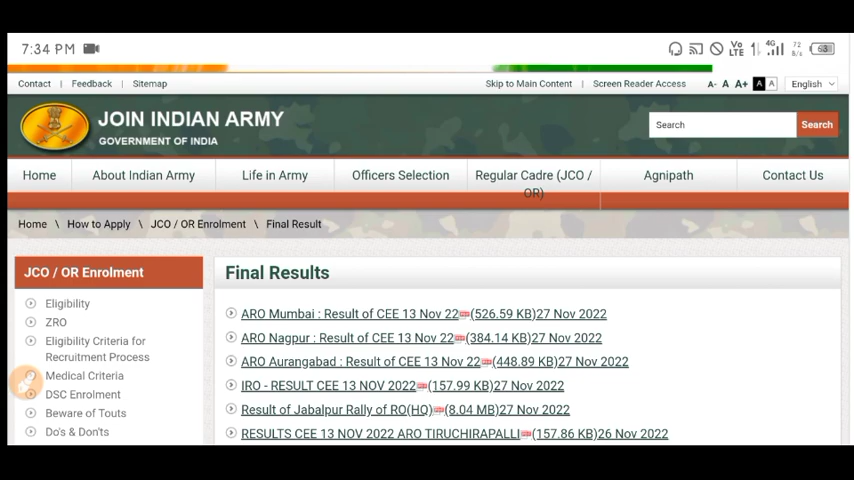 7:34 PM
Vo LTE 4G 72 B/s 63
Contact | Feedback | Sitemap
Skip to Main Content | Screen Reader Access A- A A+ A A English
JOIN INDIAN ARMY
GOVERNMENT OF INDIA
Search Search
Home About Indian Army Life in Army Officers Selection Regular Cadre (JCO / OR) Agnipath Contact Us
Home \ How to Apply \ JCO / OR Enrolment \ Final Result
JCO / OR Enrolment
Eligibility
ZRO
Eligibility Criteria for
Recruitment Process
Medical Criteria
DSC Enrolment
Beware of Touts
Do's & Don'ts
Final Results
ARO Mumbai : Result of CEE 13 Nov 22 (526.59 KB)27 Nov 2022
ARO Nagpur : Result of CEE 13 Nov 22 (384.14 KB)27 Nov 2022
ARO Aurangabad : Result of CEE 13 Nov 22 (448.89 KB)27 Nov 2022
IRO - RESULT CEE 13 NOV 2022 (157.99 KB)27 Nov 2022
Result of Jabalpur Rally of RO(HQ) (8.04 MB)27 Nov 2022
RESULTS CEE 13 NOV 2022 ARO TIRUCHIRAPALLI (157.86 KB)26 Nov 2022